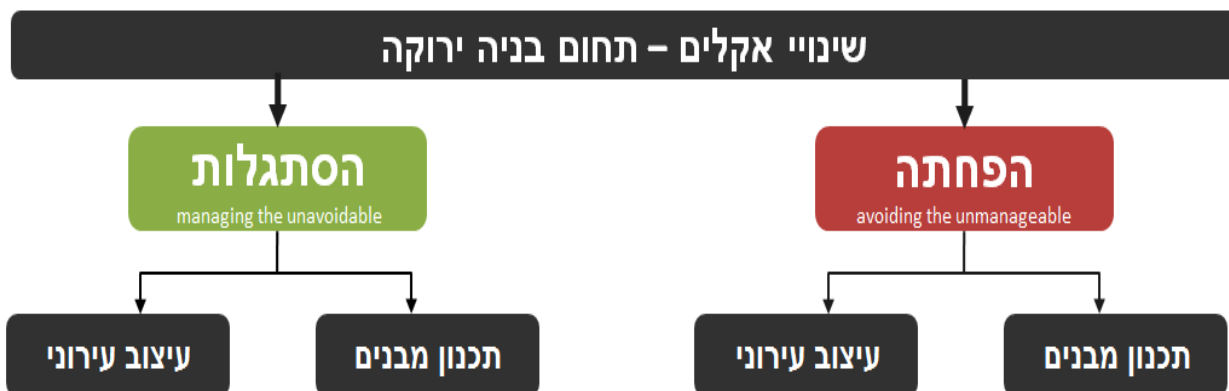 שינויי אקלים – תחום בניה ירוקה
הפחתה
avoiding the unmanageable
הסתגלות
managing the unavoidable
תכנון מבנים
עיצוב עירוני
תכנון מבנים
עיצוב עירוני